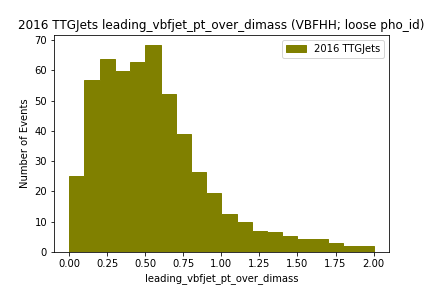 2016 TTGJets leading_vbfjet_pt_over_dimass (VBFHH; loose pho_id)
2016 TTGJets
Number of Events
70
60
50
40
30
20
10
0
0.00 0.25 0.50 0.75 1.00 1.25 1.50 1.75 2.00
leading_vbfjet_pt_over_dimass